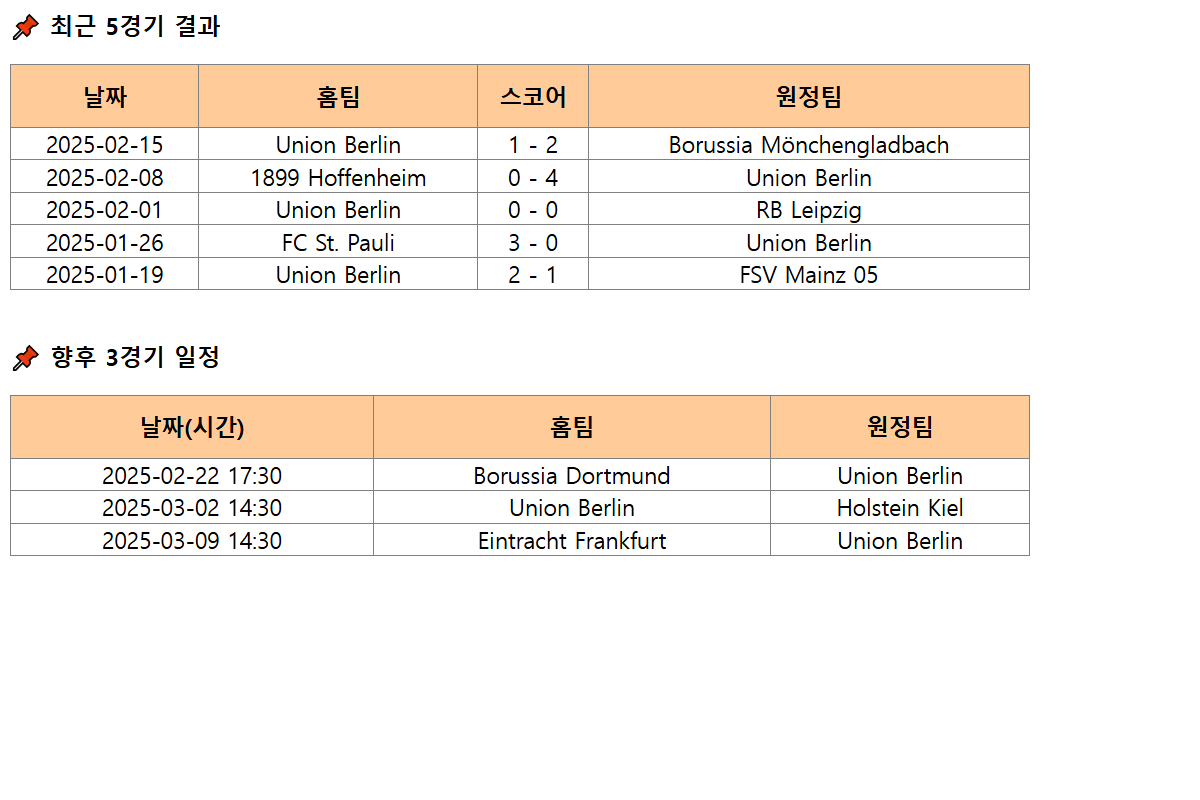 📌 최근 5경기 결과
날짜 홈팀 스코어 원정팀
2025-02-15 Union Berlin 1 - 2 Borussia Mönchengladbach
2025-02-08 1899 Hoffenheim 0 - 4 Union Berlin
2025-02-01 Union Berlin 0 - 0 RB Leipzig
2025-01-26 FC St. Pauli 3 - 0 Union Berlin
2025-01-19 Union Berlin 2 - 1 FSV Mainz 05
📌 향후 3경기 일정
날짜(시간) 홈팀 원정팀
2025-02-22 17:30 Borussia Dortmund Union Berlin
2025-03-02 14:30 Union Berlin Holstein Kiel
2025-03-09 14:30 Eintracht Frankfurt Union Berlin